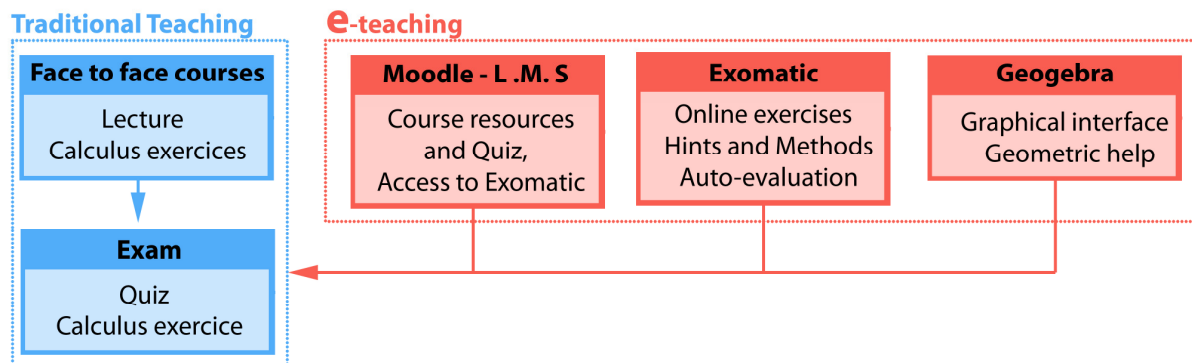 Traditional Teaching
Face to face courses
Lecture
Calculus exercices
Exam
Quiz
Calculus exercice
e-teaching
Moodle - L .M. S
Course resources
and Quiz,
Access to Exomatic
Exomatic
Online exercises
Hints and Methods
Auto-evaluation
Geogebra
Graphical interface
Geometric help